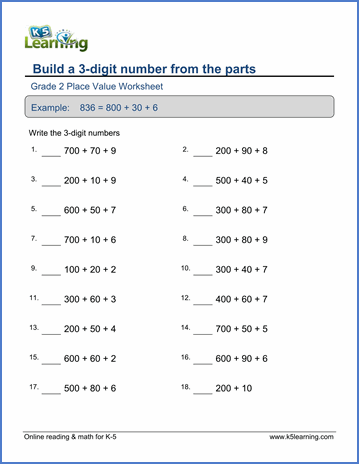 K5
Learning
Build a 3-digit number from the parts
Grade 2 Place Value Worksheet
Example: 836 = 800 + 30 + 6
Write the 3-digit numbers
1. ____ 700 + 70 + 9
2. ____ 200 + 90 + 8
3. ____ 200 + 10 + 9
4. ____ 500 + 40 + 5
5. ____ 600 + 50 + 7
6. ____ 300 + 80 + 7
7. ____ 700 + 10 + 6
8. ____ 300 + 80 + 9
9. ____ 100 + 20 + 2
10. ____ 300 + 40 + 7
11. ____ 300 + 60 + 3
12. ____ 400 + 60 + 7
13. ____ 200 + 50 + 4
14. ____ 700 + 50 + 5
15. ____ 600 + 60 + 2
16. ____ 600 + 90 + 6
17. ____ 500 + 80 + 6
18. ____ 200 + 10
Online reading & math for K-5
www.k5learning.com